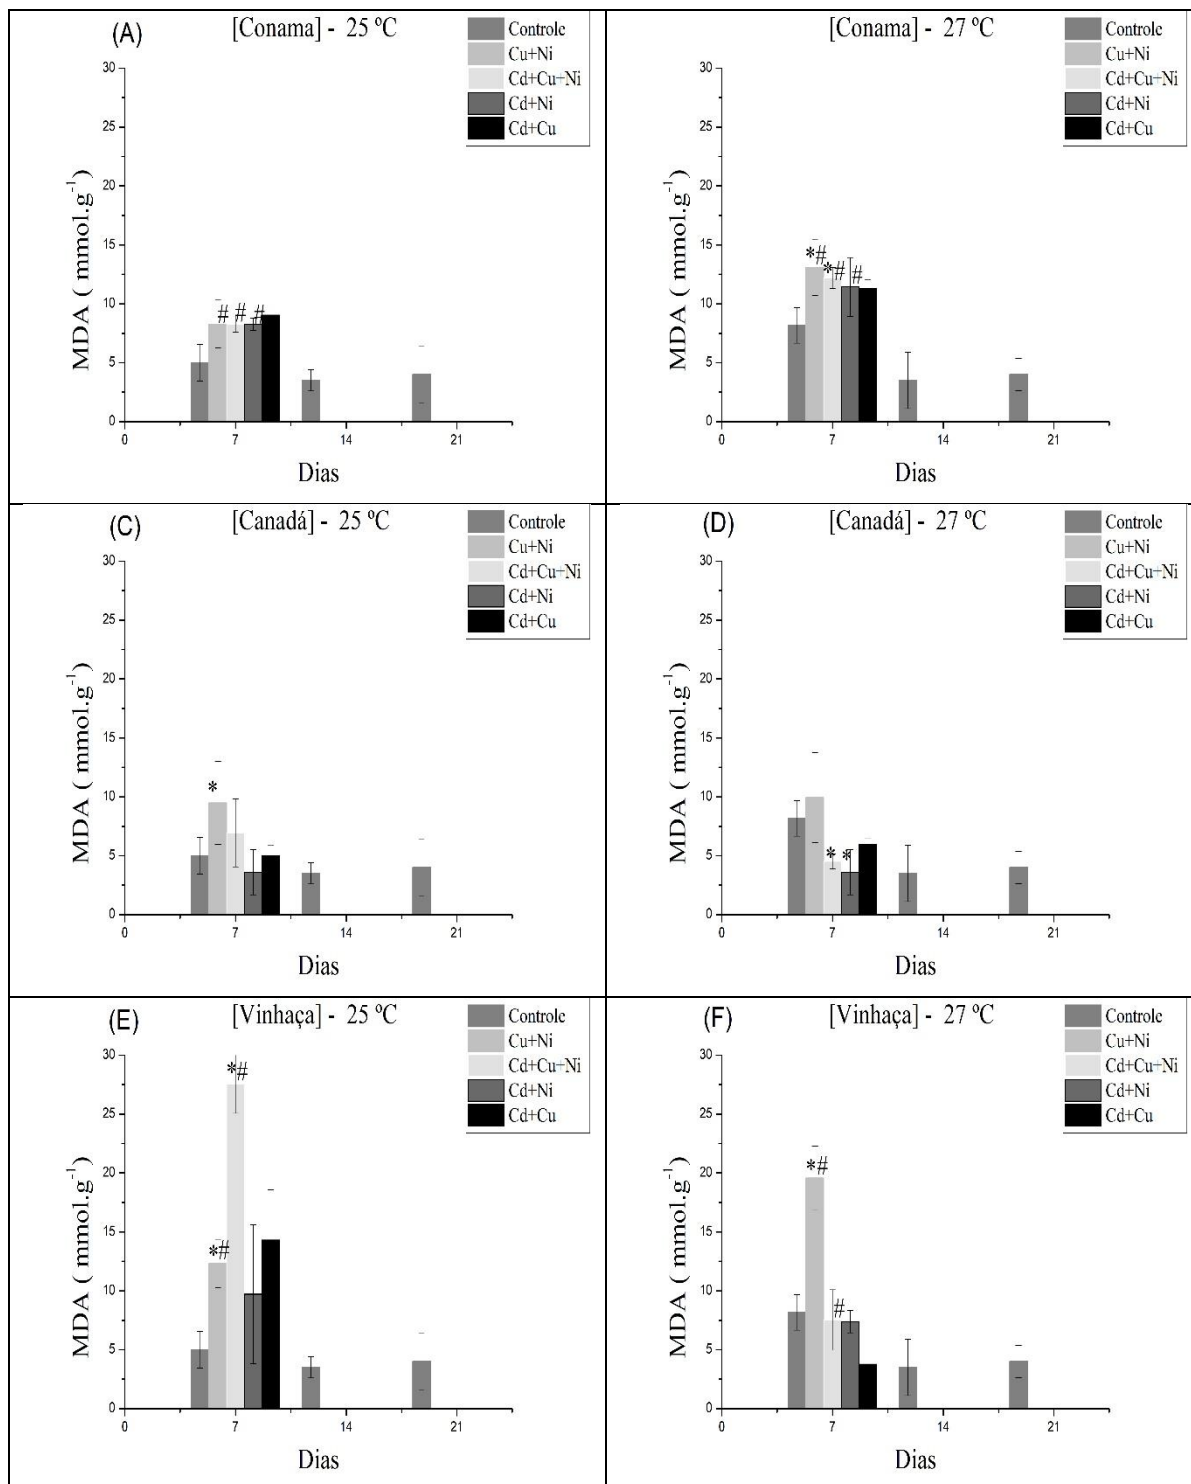 (A)
[Conama] - 25 ºC
Controle
Cu+Ni
Cd+Cu+Ni
Cd+Ni
Cd+Cu
MDA ( mmol.g⁻¹)
30
25
20
15
10
5
0
# # #
0 7 14 21
Dias
[Conama] - 27 ºC
Controle
Cu+Ni
Cd+Cu+Ni
Cd+Ni
Cd+Cu
MDA ( mmol.g⁻¹)
30
25
20
15
10
5
0
*# *# #
0 7 14 21
Dias
(C)
[Canadá] - 25 ºC
Controle
Cu+Ni
Cd+Cu+Ni
Cd+Ni
Cd+Cu
MDA ( mmol.g⁻¹)
30
25
20
15
10
5
0
*
0 7 14 21
Dias
(D)
[Canadá] - 27 ºC
Controle
Cu+Ni
Cd+Cu+Ni
Cd+Ni
Cd+Cu
MDA ( mmol.g⁻¹)
30
25
20
15
10
5
0
* *
0 7 14 21
Dias
(E)
[Vinhaça] - 25 ºC
Controle
Cu+Ni
Cd+Cu+Ni
Cd+Ni
Cd+Cu
MDA ( mmol.g⁻¹)
30
25
20
15
10
5
0
*#
*#
0 7 14 21
Dias
(F)
[Vinhaça] - 27 ºC
Controle
Cu+Ni
Cd+Cu+Ni
Cd+Ni
Cd+Cu
MDA ( mmol.g⁻¹)
30
25
20
15
10
5
0
*#
#
0 7 14 21
Dias